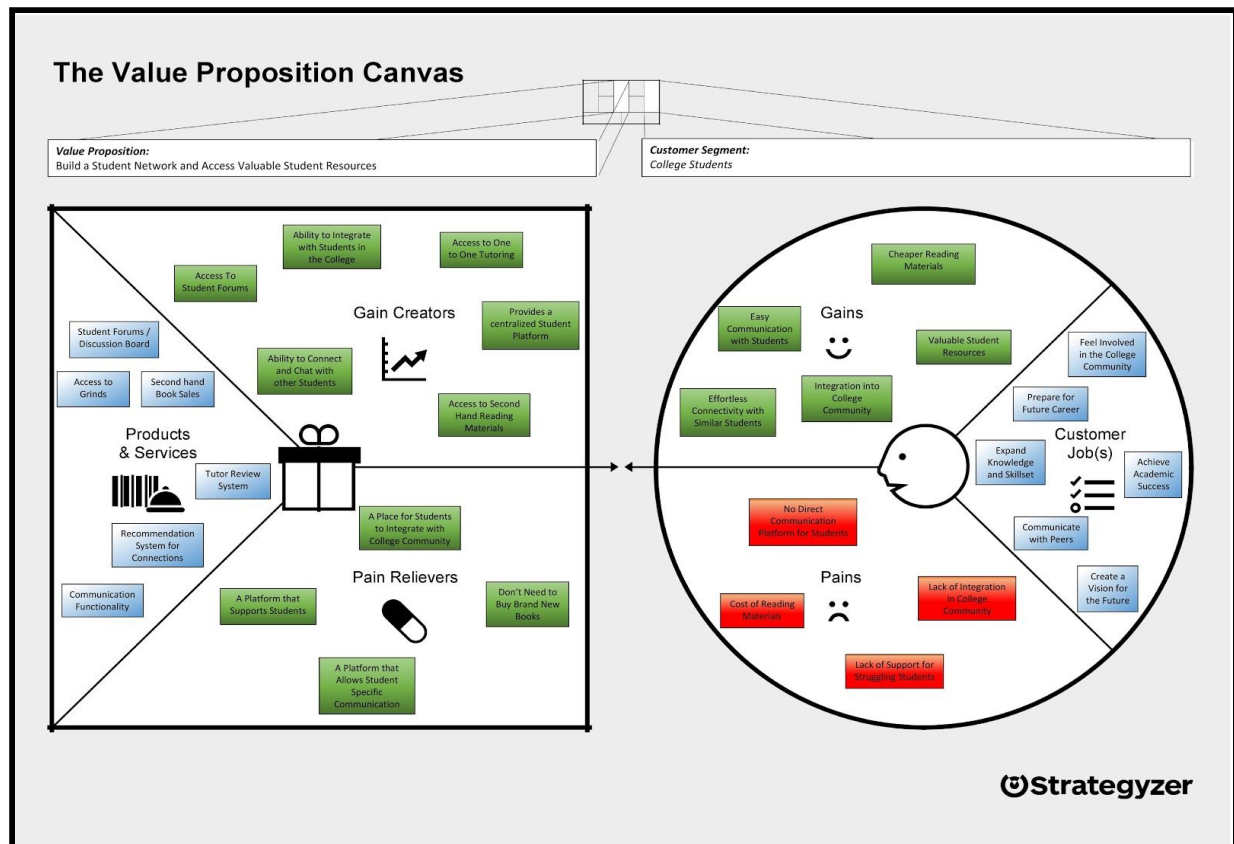 The Value Proposition Canvas
Value Proposition:
Build a Student Network and Access Valuable Student Resources
Customer Segment:
College Students
Ability to Integrate
with Students in
the College
Access to One
to One Tutoring
Access To
Student Forums
Gain Creators
Provides a
centralized Student
Platform
Student Forums /
Discussion Board
Ability to Connect
and Chat with
other Students
Access to
Grinds
Second hand
Book Sales
Access to Second
Hand Reading
Materials
Products
& Services
Tutor Review
System
A Place for Students
to Integrate with
College Community
Recommendation
System for
Connections
Pain Relievers
Communication
Functionality
A Platform that
Supports Students
Don't Need to
Buy Brand New
Books
A Platform that
Allows Student
Specific
Communication
Cheaper Reading
Materials
Easy
Communication
with Students
Gains
Valuable Student
Resources
Feel Involved
in the College
Community
Effortless
Connectivity with
Similar Students
Integration into
College
Community
Prepare for
Future Career
Customer
Job(s)
Expand
Knowledge
and Skillset
Achieve
Academic
Success
No Direct
Communication
Platform for Students
Communicate
with Peers
Pains
Cost of Reading
Materials
Lack of Integration
in College
Community
Create a
Vision for
the Future
Lack of Support for
Struggling Students
Strategyzer